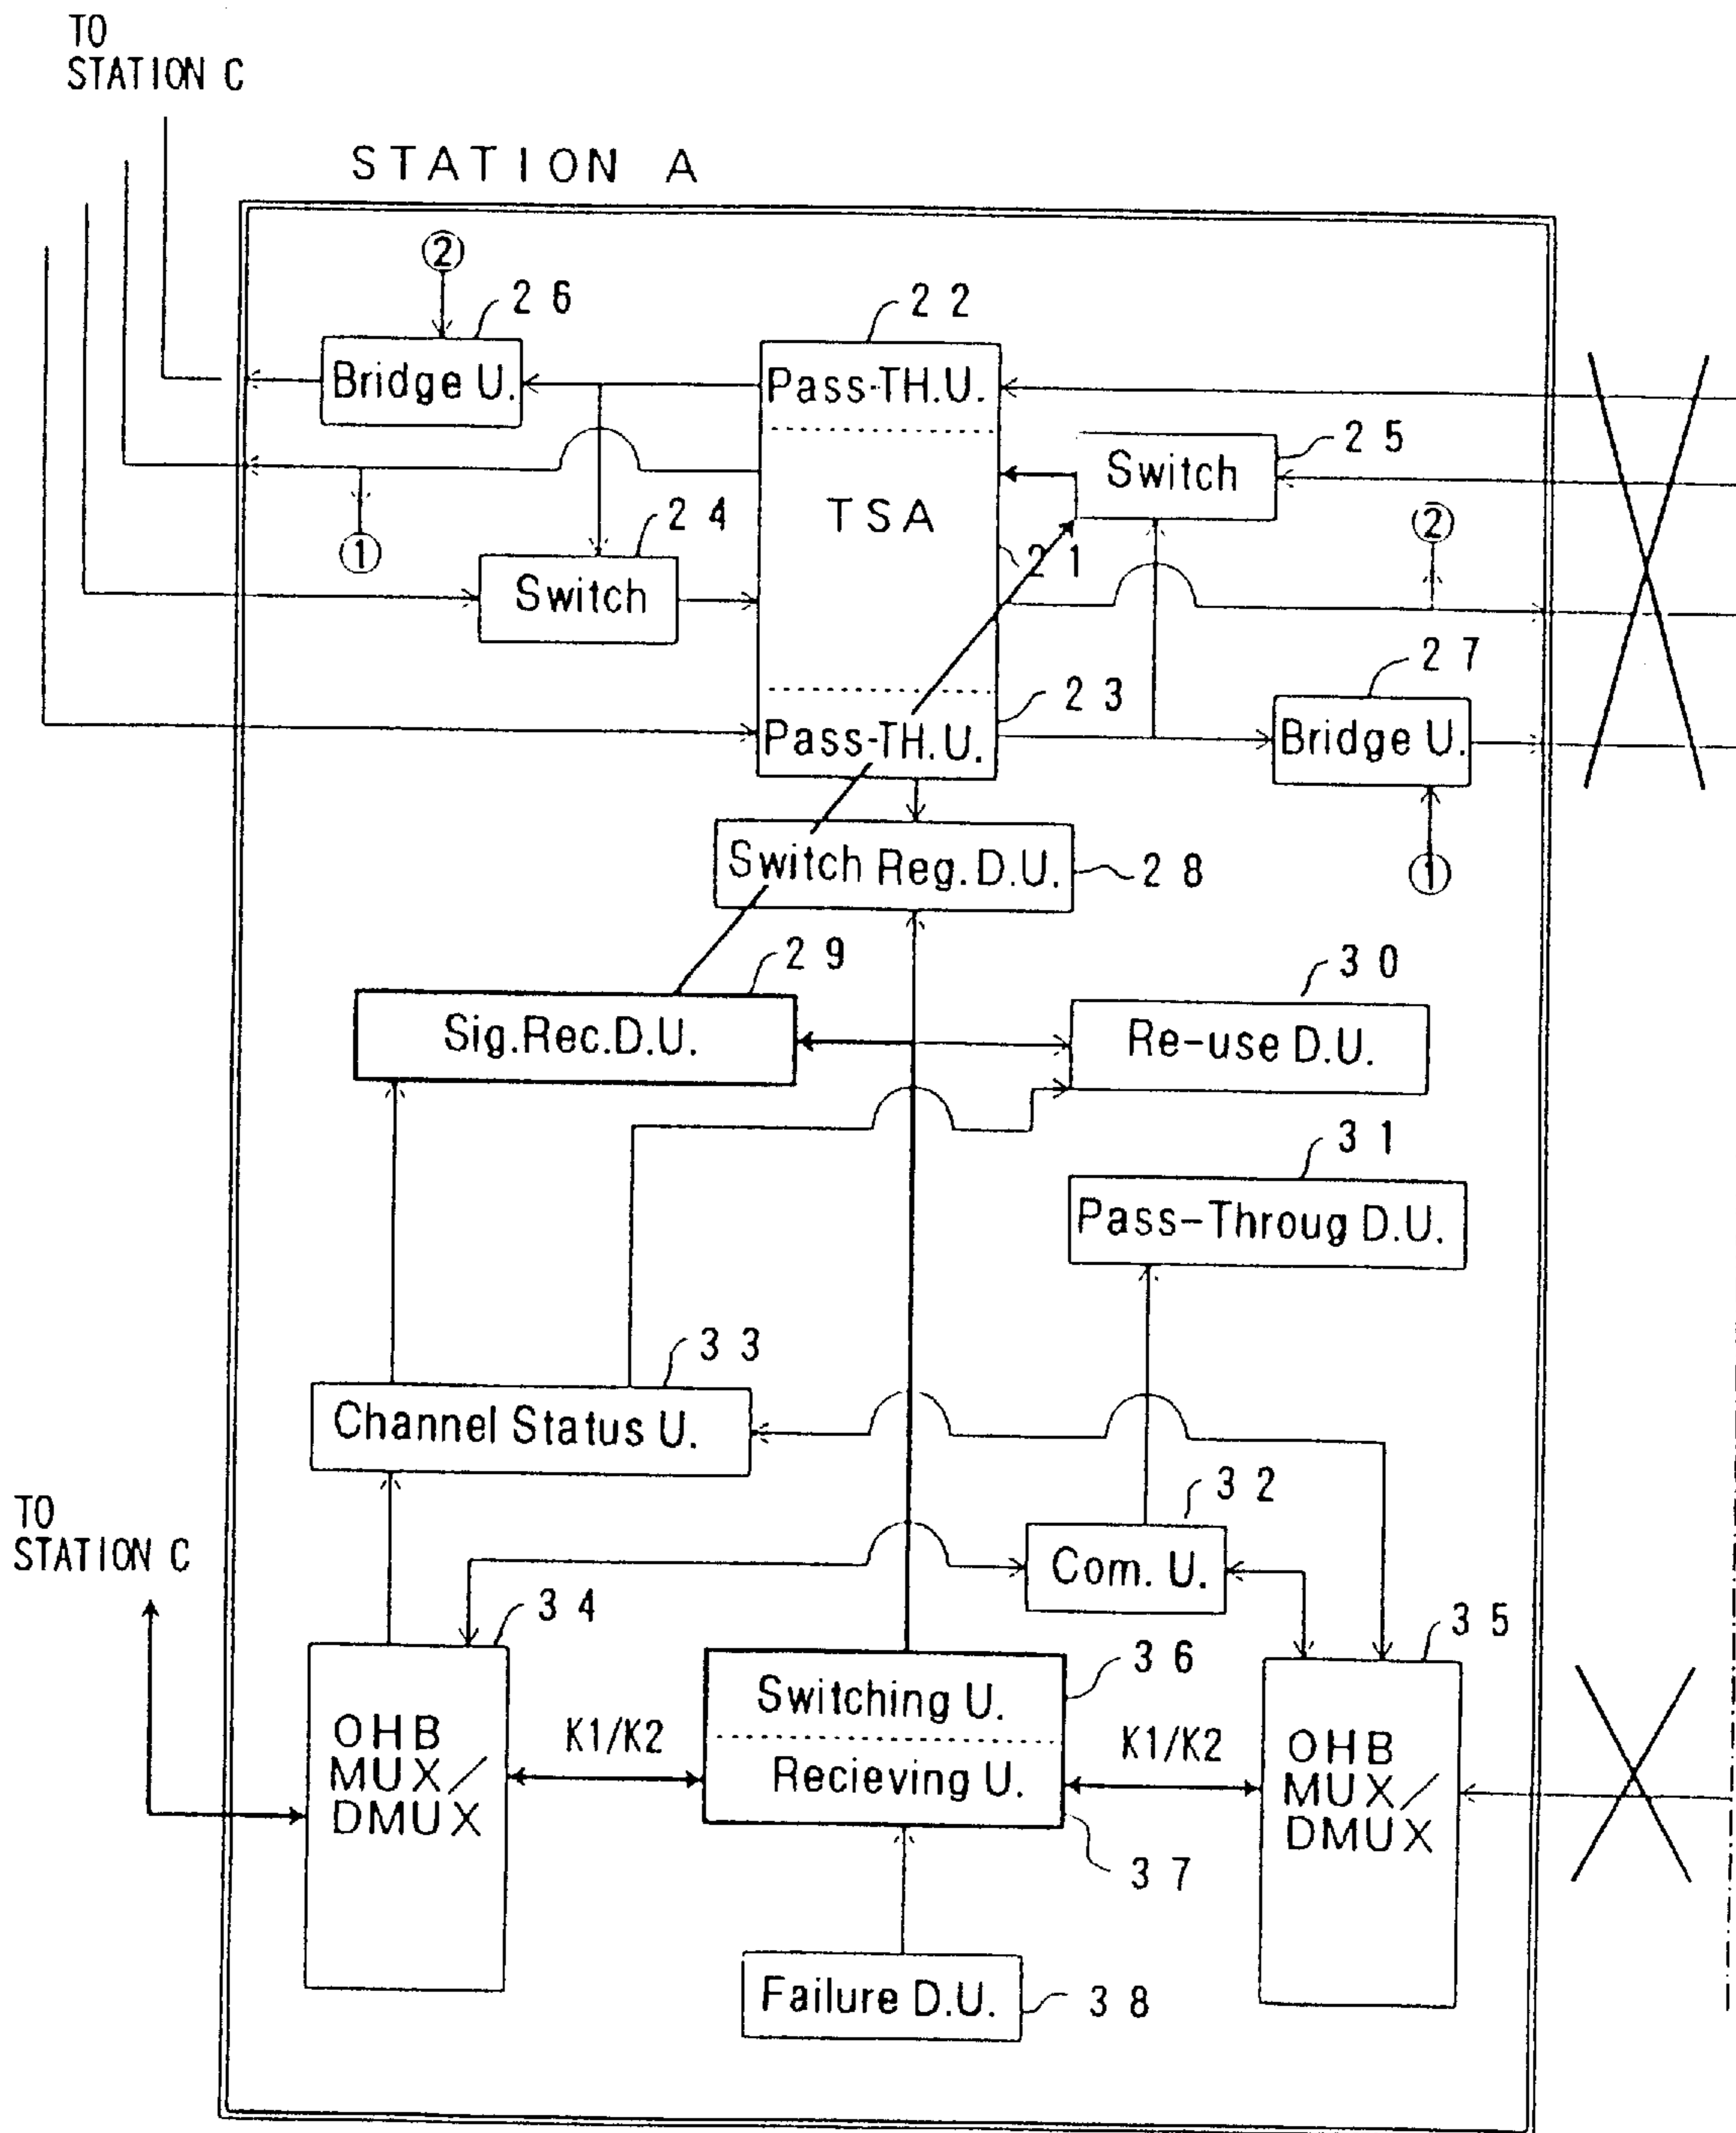 TO
STATION C
STATION A
②
26
22
Bridge U.
Pass-TH.U.
25
Switch
TSA
24
②
①
21
Switch
27
23
Pass-TH.U.
Bridge U.
Switch Reg.D.U.
28
①
29
30
Sig.Rec.D.U.
Re-use D.U.
31
Pass-Throug D.U.
33
Channel Status U.
TO
STATION C
32
Com. U.
34
35
36
Switching U.
OHB
MUX/
DMUX
K1/K2
Recieving U.
K1/K2
OHB
MUX/
DMUX
37
Failure D.U.
38